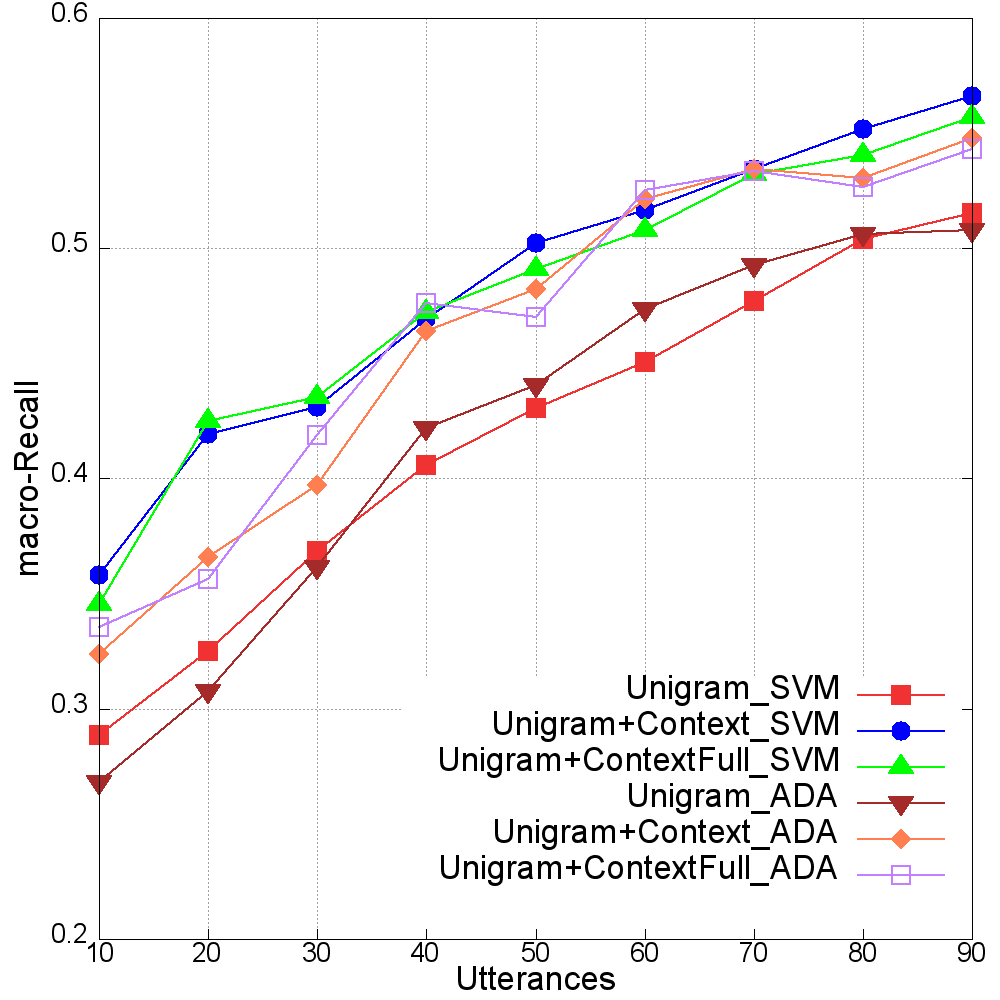 0.6
0.5
0.4
0.3
0.2
macro-Recall
Unigram_SVM
Unigram+Context_SVM
Unigram+ContextFull_SVM
Unigram_ADA
Unigram+Context_ADA
Unigram+ContextFull_ADA
10 20 30 40 50 60 70 80 90
Utterances